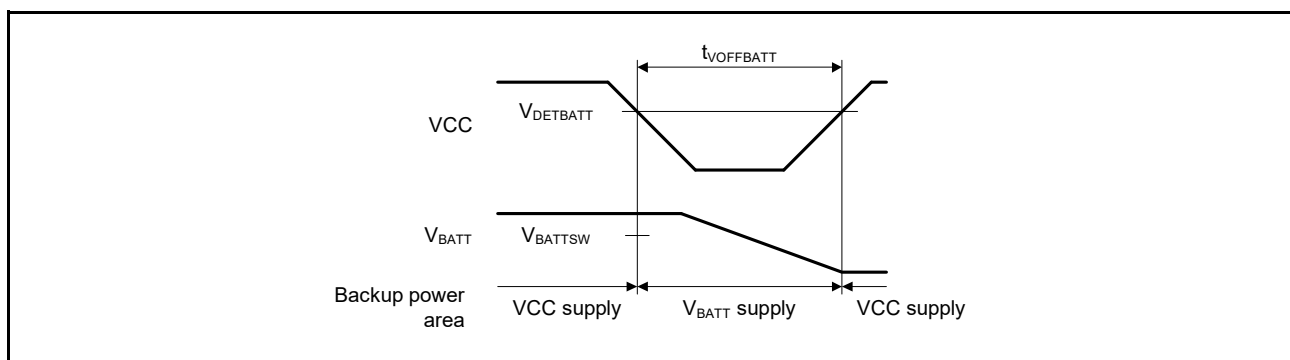 tVOFFBATT
VCC
VDETBATT
VBATT
VBATTSW
Backup power
area
VCC supply
VBATT supply
VCC supply